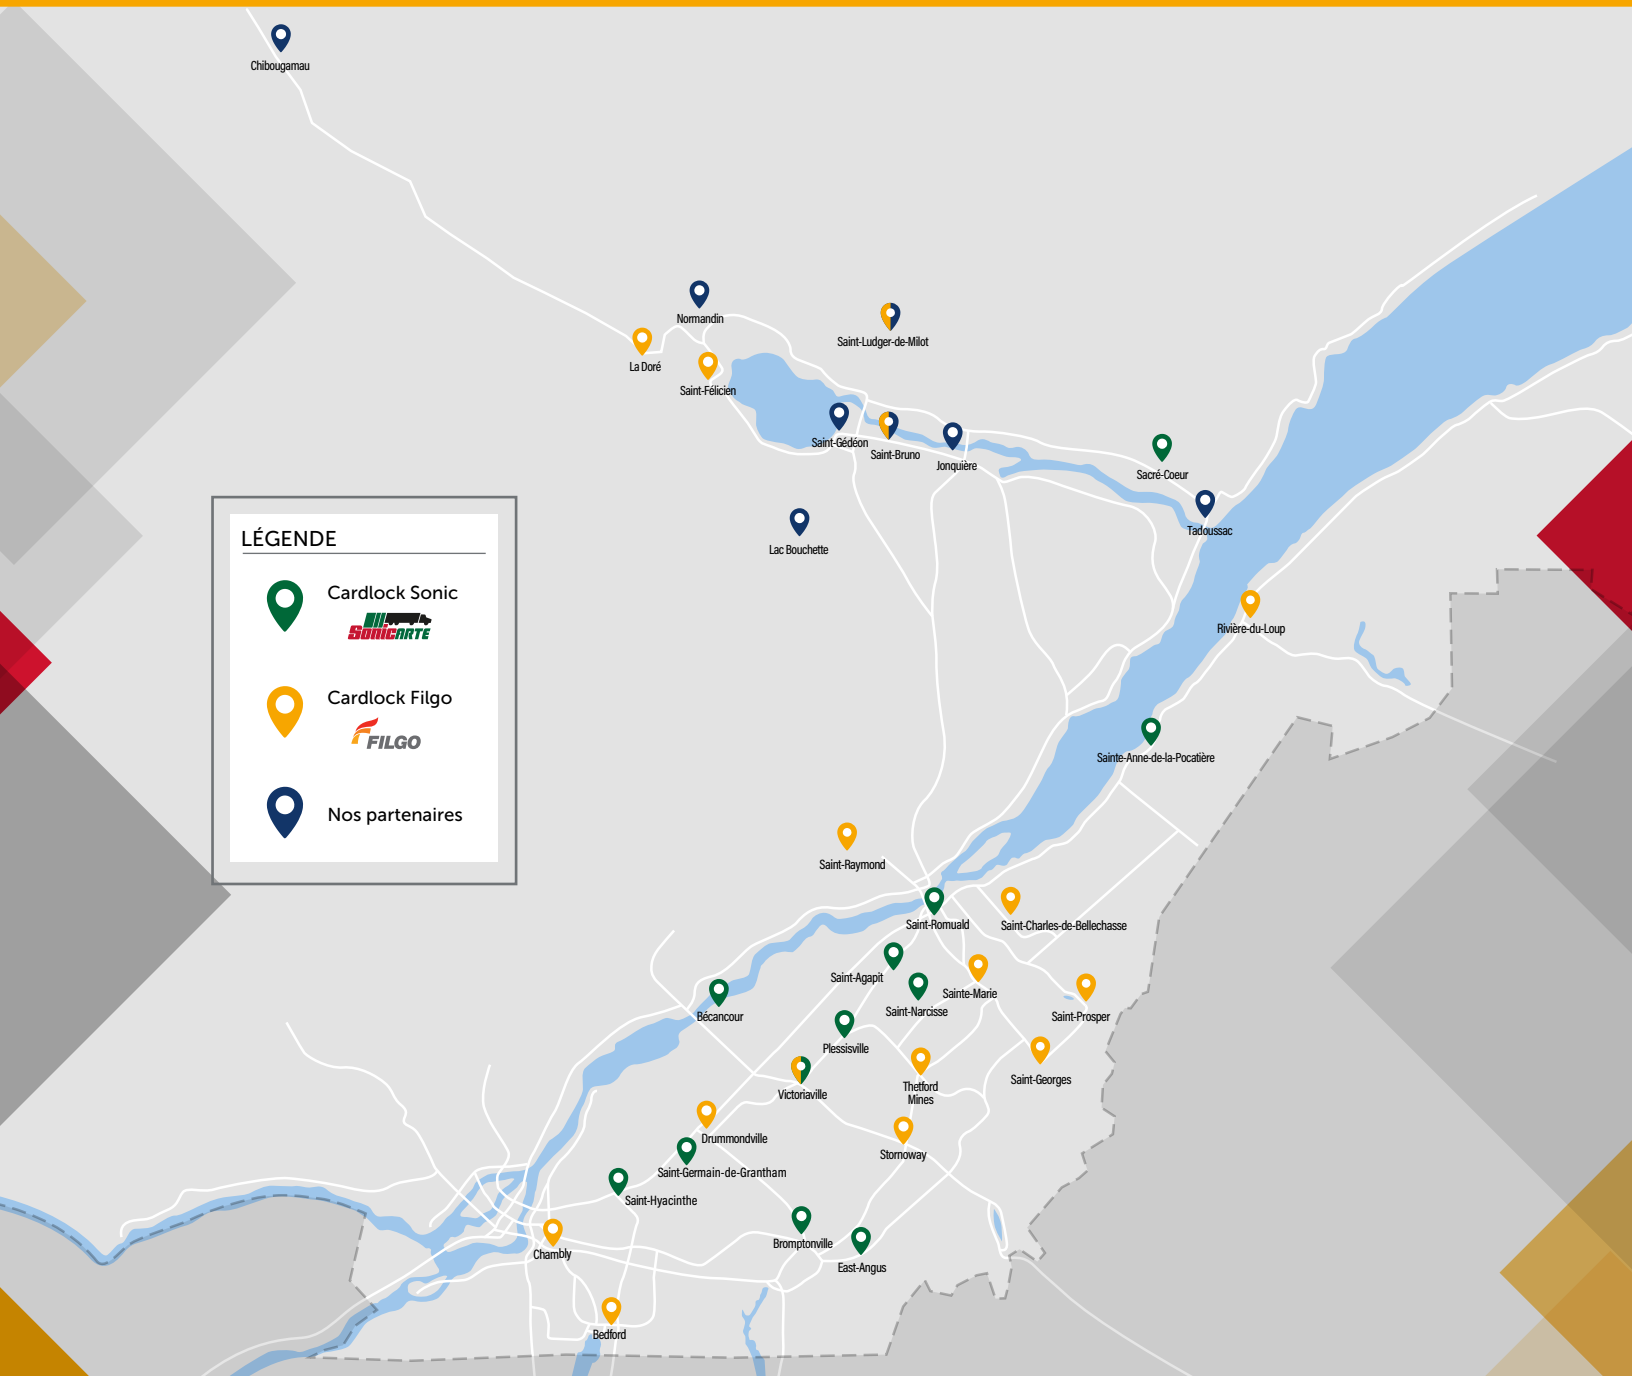 Chibougamau
Normandin
Saint-Ludger-de-Milot
La Doré
Saint-Félicien
Saint-Gédéon
Saint-Bruno
Jonquière
Sacré-Coeur
Tadoussac
Lac Bouchette
LÉGENDE
Cardlock Sonic
SONICARTE
Cardlock Filgo
FILGO
Nos partenaires
Rivière-du-Loup
Sainte-Anne-de-la-Pocatière
Saint-Raymond
Saint-Romuald
Saint-Charles-de-Bellechasse
Saint-Agapit
Sainte-Marie
Saint-Narcisse
Bécancour
Saint-Prosper
Plessisville
Saint-Georges
Thetford
Mines
Victoriaville
Drummondville
Stornoway
Saint-Germain-de-Grantham
Saint-Hyacinthe
Bromptonville
Chambly
East-Angus
Bedford